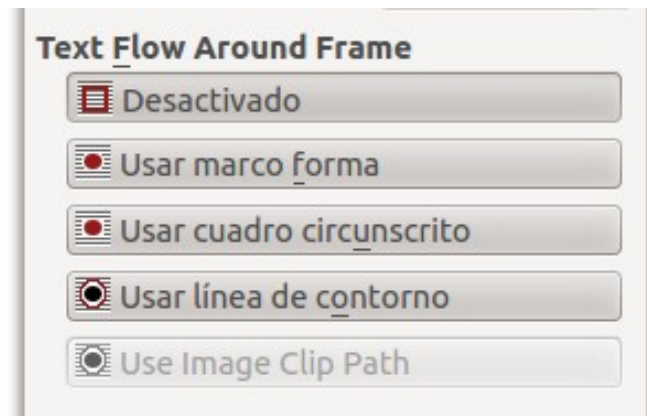 Text Flow Around Frame
Desactivado
Usar marco forma
Usar cuadro circunscrito
Usar línea de contorno
Use Image Clip Path